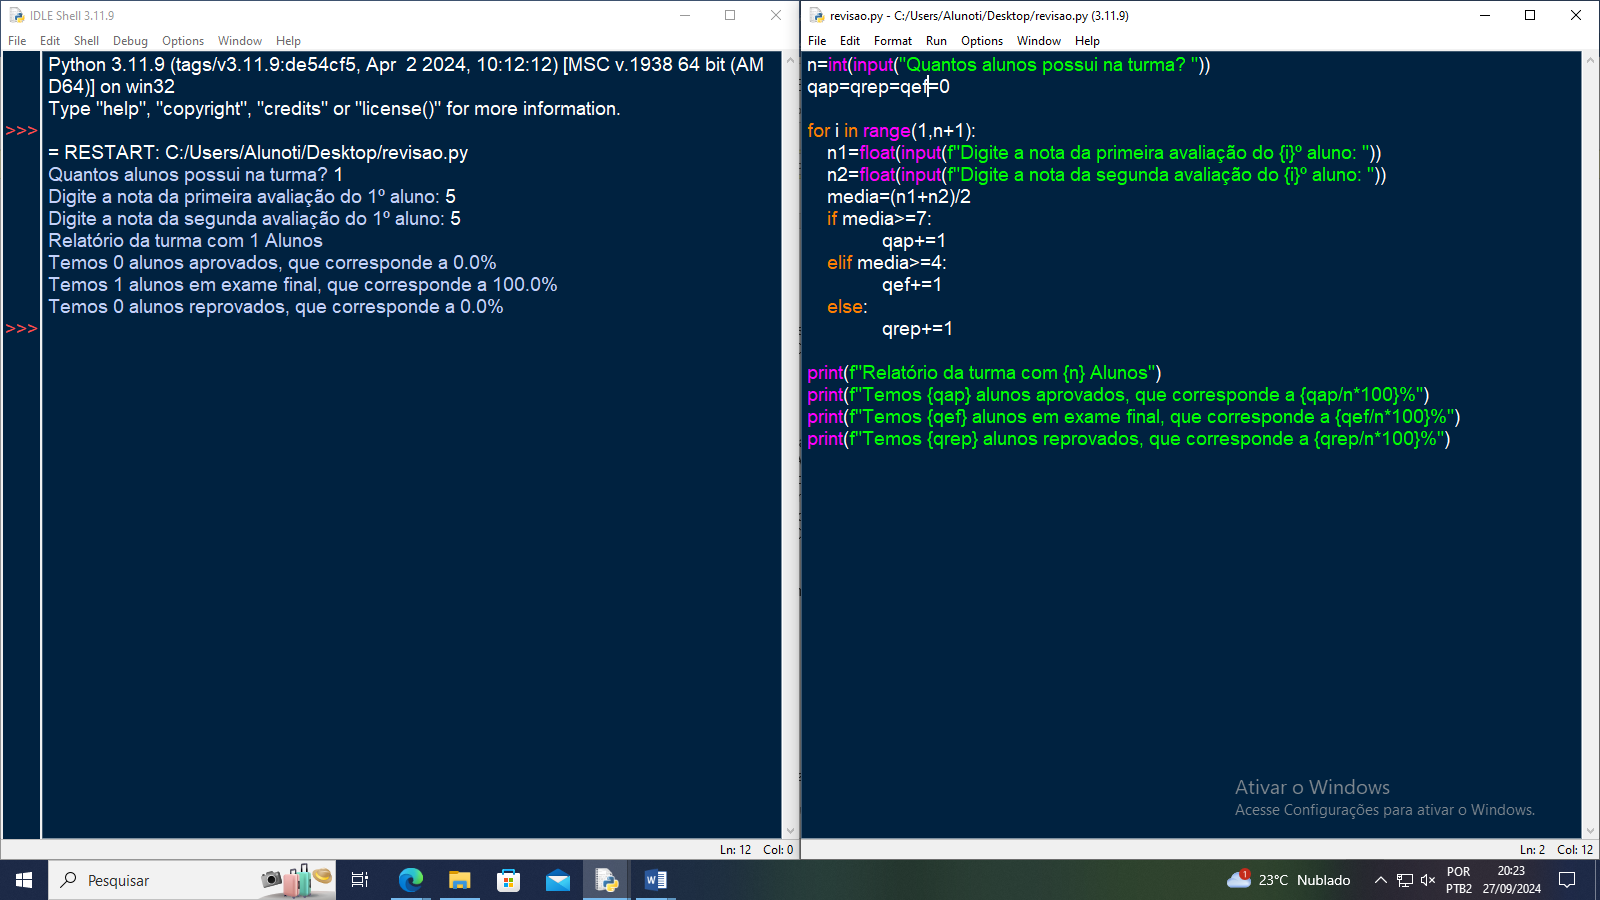 IDLE Shell 3.11.9
File Edit Shell Debug Options Window Help
Python 3.11.9 (tags/v3.11.9:de54cf5, Apr  2 2024, 10:12:12) [MSC v.1938 64 bit (AM
D64)] on win32
Type "help", "copyright", "credits" or "license()" for more information.
>>>
= RESTART: C:/Users/Alunoti/Desktop/revisao.py
Quantos alunos possui na turma? 1
Digite a nota da primeira avaliação do 1º aluno: 5
Digite a nota da segunda avaliação do 1º aluno: 5
Relatório da turma com 1 Alunos
Temos 0 alunos aprovados, que corresponde a 0.0%
Temos 1 alunos em exame final, que corresponde a 100.0%
Temos 0 alunos reprovados, que corresponde a 0.0%
>>>
Ln: 12 Col: 0
revisao.py - C:/Users/Alunoti/Desktop/revisao.py (3.11.9)
File Edit Format Run Options Window Help
n=int(input("Quantos alunos possui na turma? "))
qap=qrep=qef=0
for i in range(1,n+1):
    n1=float(input(f"Digite a nota da primeira avaliação do {i}º aluno: "))
    n2=float(input(f"Digite a nota da segunda avaliação do {i}º aluno: "))
    media=(n1+n2)/2
    if media>=7:
        qap+=1
    elif media>=4:
        qef+=1
    else:
        qrep+=1
print(f"Relatório da turma com {n} Alunos")
print(f"Temos {qap} alunos aprovados, que corresponde a {qap/n*100}%")
print(f"Temos {qef} alunos em exame final, que corresponde a {qef/n*100}%")
print(f"Temos {qrep} alunos reprovados, que corresponde a {qrep/n*100}%")
Ativar o Windows
Acesse Configurações para ativar o Windows.
Ln: 2 Col: 12
Pesquisar
1
23°C Nublado
POR
PTB2
20:23
27/09/2024